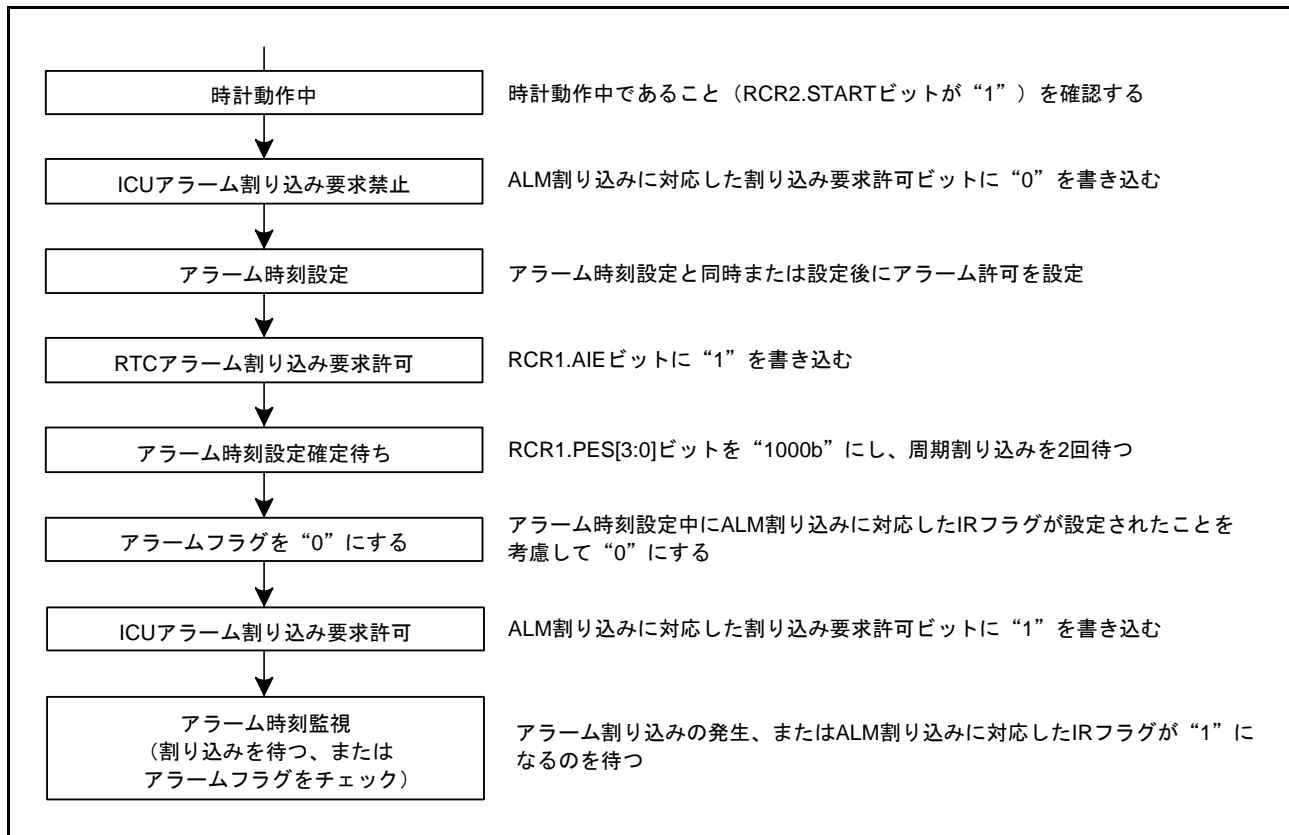 時計動作中
時計動作中であること（RCR2.STARTビットが“1”）を確認する
ICUアラーム割り込み要求禁止
ALM割り込みに対応した割り込み要求許可ビットに“0”を書き込む
アラーム時刻設定
アラーム時刻設定と同時または設定後にアラーム許可を設定
RTCアラーム割り込み要求許可
RCR1.AIEビットに“1”を書き込む
アラーム時刻設定確定待ち
RCR1.PES[3:0]ビットを“1000b”にし、周期割り込みを2回待つ
アラームフラグを“0”にする
アラーム時刻設定中にALM割り込みに対応したIRフラグが設定されたことを
考慮して“0”にする
ICUアラーム割り込み要求許可
ALM割り込みに対応した割り込み要求許可ビットに“1”を書き込む
アラーム時刻監視
（割り込みを待つ、または
アラームフラグをチェック）
アラーム割り込みの発生、またはALM割り込みに対応したIRフラグが“1”に
なるのを待つ